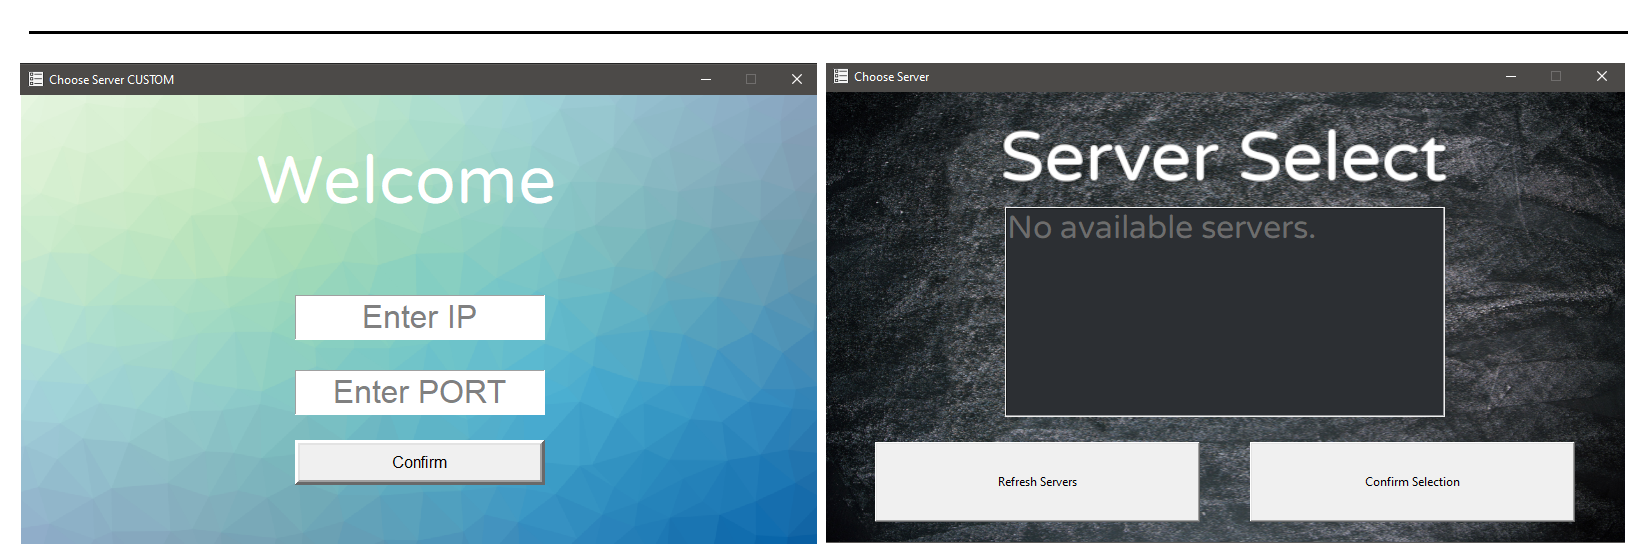 Choose Server CUSTOM
Welcome
Enter IP
Enter PORT
Confirm
Choose Server
Server Select
No available servers.
Refresh Servers
Confirm Selection